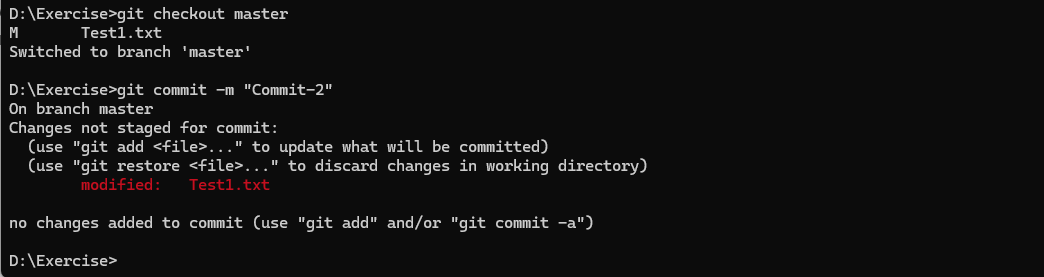 D:\Exercise>git checkout master
M       Test1.txt
Switched to branch 'master'
D:\Exercise>git commit -m "Commit-2"
On branch master
Changes not staged for commit:
  (use "git add <file>..." to update what will be committed)
  (use "git restore <file>..." to discard changes in working directory)
        modified:   Test1.txt
no changes added to commit (use "git add" and/or "git commit -a")
D:\Exercise>